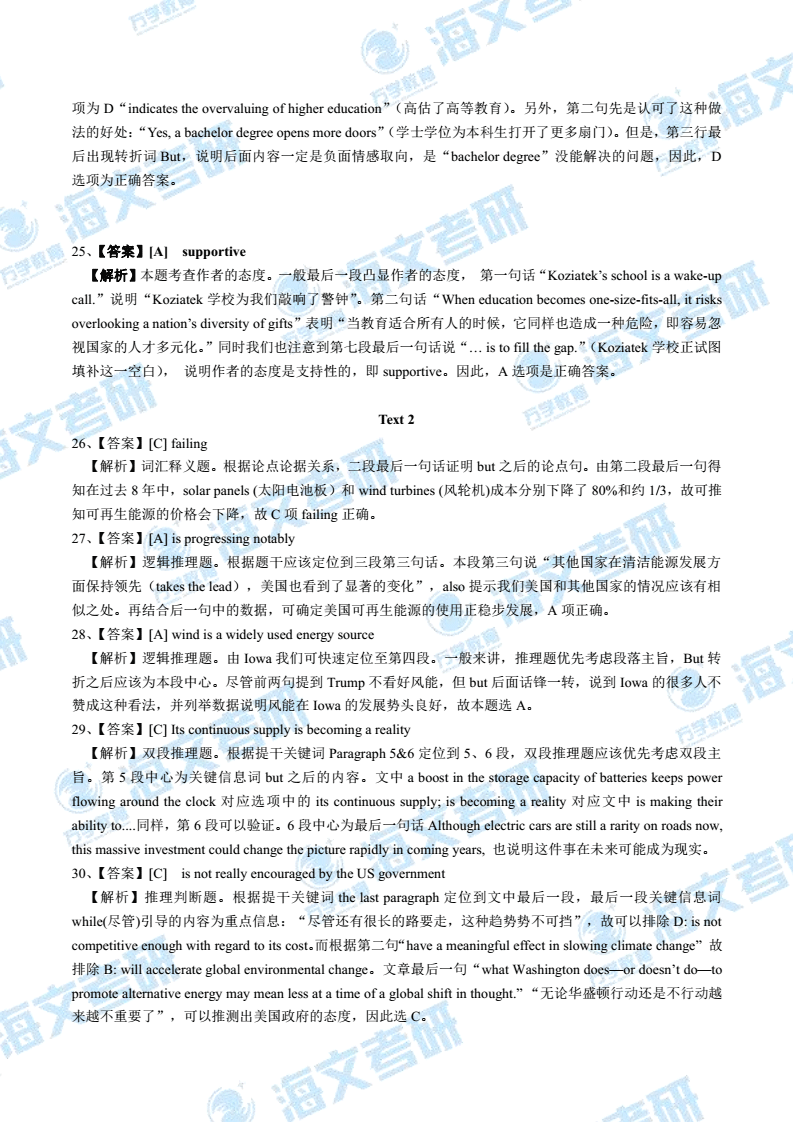 项为 D“indicates the overvaluing of higher education”（高估了高等教育）。另外，第二句先是认可了这种做
法的好处：“Yes, a bachelor degree opens more doors”（学士学位为本科生打开了更多扇门）。但是，第三行最
后出现转折词 But，说明后面内容一定是负面情感取向，是“bachelor degree”没能解决的问题，因此，D
选项为正确答案。
25、【答案】[A] supportive
【解析】本题考查作者的态度。一般最后一段凸显作者的态度， 第一句话“Koziatek’s school is a wake-up
call.”说明“Koziatek 学校为我们敲响了警钟”。第二句话“When education becomes one-size-fits-all, it risks
overlooking a nation’s diversity of gifts”表明“当教育适合所有人的时候，它同样也造成一种危险，即容易忽
视国家的人才多元化。”同时我们也注意到第七段最后一句话说“… is to fill the gap.”（Koziatek 学校正试图
填补这一空白）， 说明作者的态度是支持性的，即 supportive。因此，A 选项是正确答案。
Text 2
26、【答案】[C] failing
【解析】词汇释义题。根据论点论据关系，二段最后一句话证明 but 之后的论点句。由第二段最后一句得
知在过去 8 年中，solar panels (太阳电池板）和 wind turbines (风轮机)成本分别下降了 80%和约 1/3，故可推
知可再生能源的价格会下降，故 C 项 failing 正确。
27、【答案】[A] is progressing notably
【解析】逻辑推理题。根据题干应该定位到三段第三句话。本段第三句说“其他国家在清洁能源发展方
面保持领先（takes the lead），美国也看到了显著的变化”，also 提示我们美国和其他国家的情况应该有相
似之处。再结合后一句中的数据，可确定美国可再生能源的使用正稳步发展，A 项正确。
28、【答案】[A] wind is a widely used energy source
【解析】逻辑推理题。由 Iowa 我们可快速定位至第四段。一般来讲，推理题优先考虑段落主旨，But 转
折之后应该为本段中心。尽管前两句提到 Trump 不看好风能，但 but 后面话锋一转，说到 Iowa 的很多人不
赞成这种看法，并列举数据说明风能在 Iowa 的发展势头良好，故本题选 A。
29、【答案】[C] Its continuous supply is becoming a reality
【解析】双段推理题。根据提干关键词 Paragraph 5&6 定位到 5、6 段，双段推理题应该优先考虑双段主
旨。第 5 段中心为关键信息词 but 之后的内容。文中 a boost in the storage capacity of batteries keeps power
flowing around the clock 对应选项中的 its continuous supply; is becoming a reality 对应文中 is making their
ability to....同样，第 6 段可以验证。6 段中心为最后一句话 Although electric cars are still a rarity on roads now,
this massive investment could change the picture rapidly in coming years, 也说明这件事在未来可能成为现实。
30、【答案】[C] is not really encouraged by the US government
【解析】推理判断题。根据提干关键词 the last paragraph 定位到文中最后一段，最后一段关键信息词
while(尽管)引导的内容为重点信息：“尽管还有很长的路要走，这种趋势势不可挡”，故可以排除 D: is not
competitive enough with regard to its cost。而根据第二句“have a meaningful effect in slowing climate change” 故
排除 B: will accelerate global environmental change。文章最后一句“what Washington does—or doesn’t do—to
promote alternative energy may mean less at a time of a global shift in thought.” “无论华盛顿行动还是不行动越
来越不重要了”，可以推测出美国政府的态度，因此选 C。